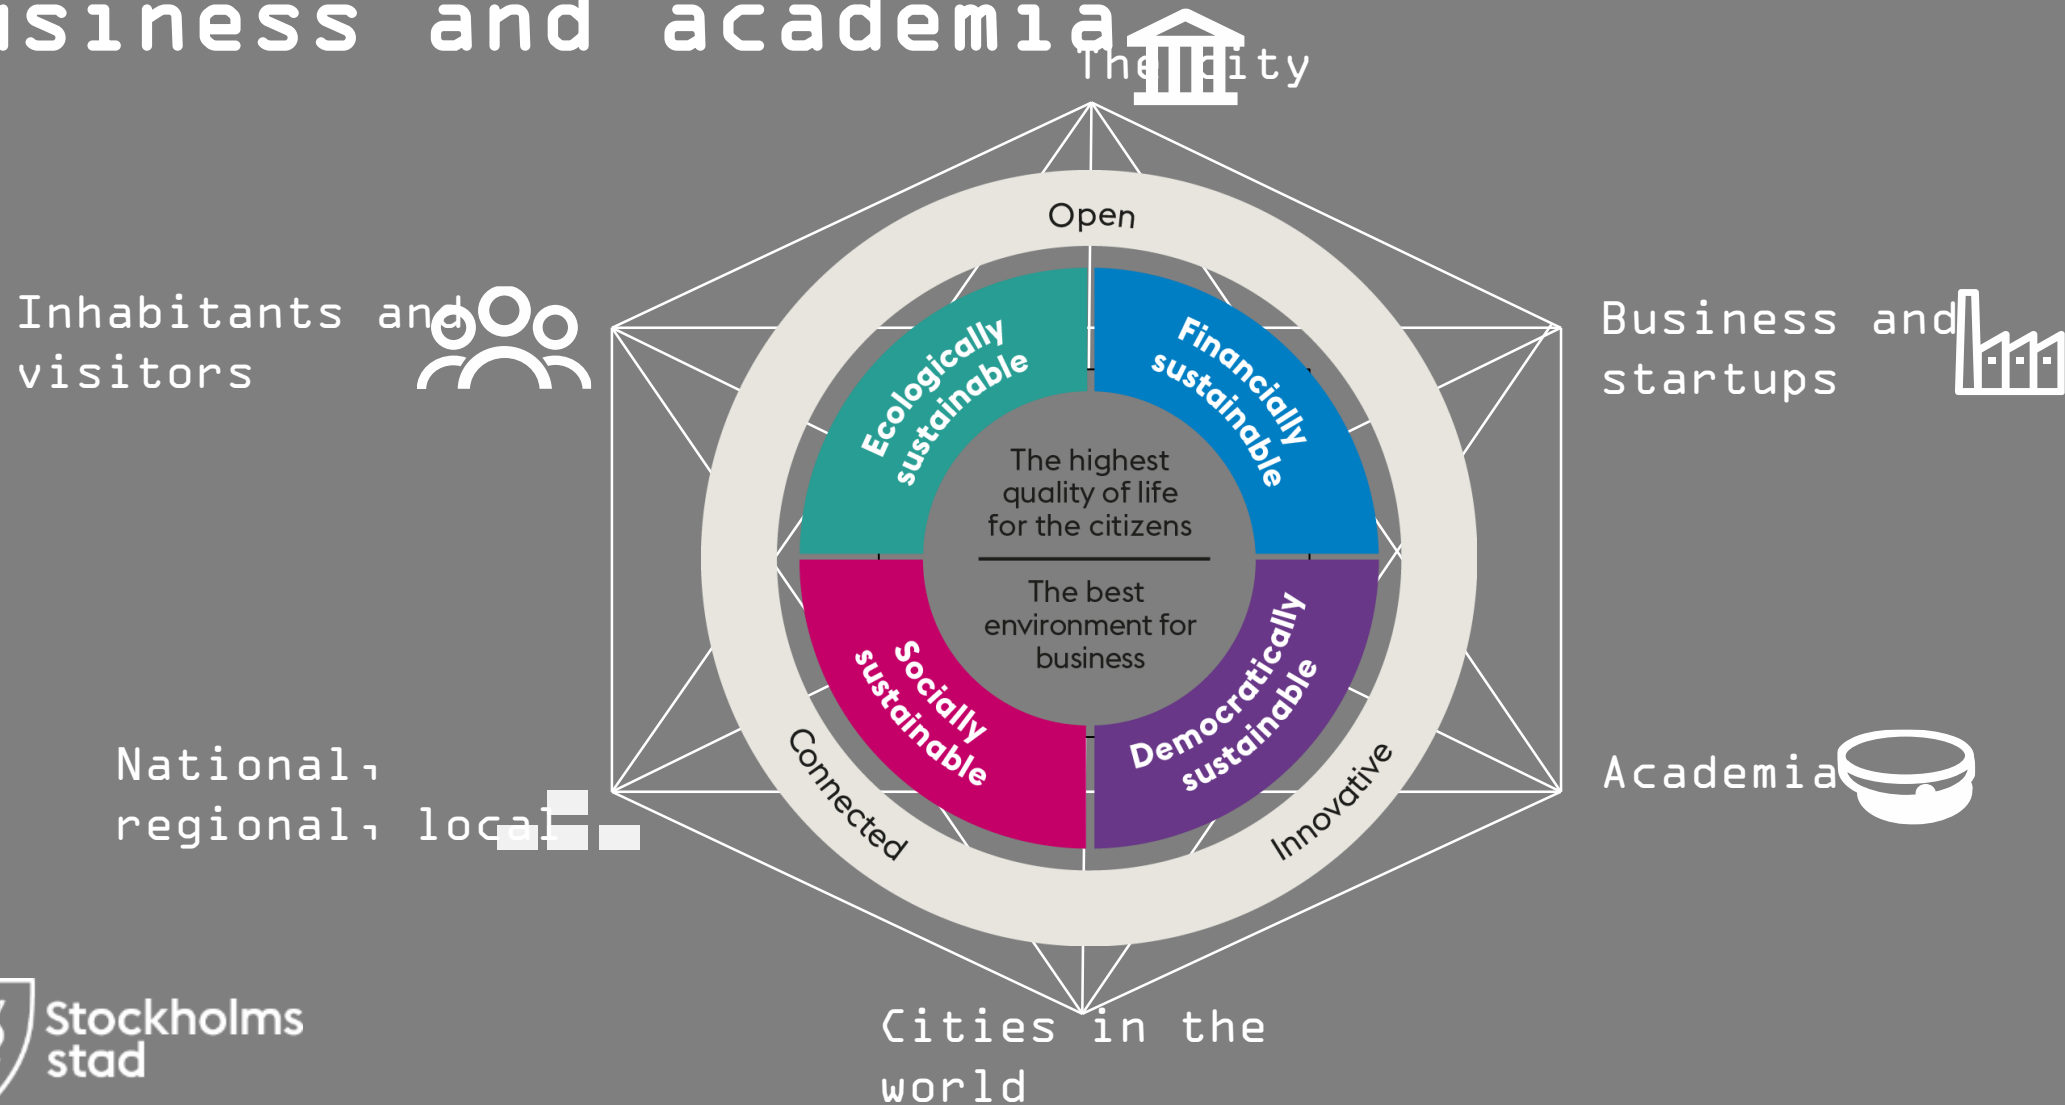 and academia
The city
Open
Inhabitants and
visitors
Business and
startups
Ecologically
sustainable
Financially
sustainable
The highest
quality of life
for the citizens
The best
environment for
business
Socially
sustainable
Democratically
sustainable
Connected
Innovative
National,
regional, local
Academia
Cities in the
world
Stockholms
stad